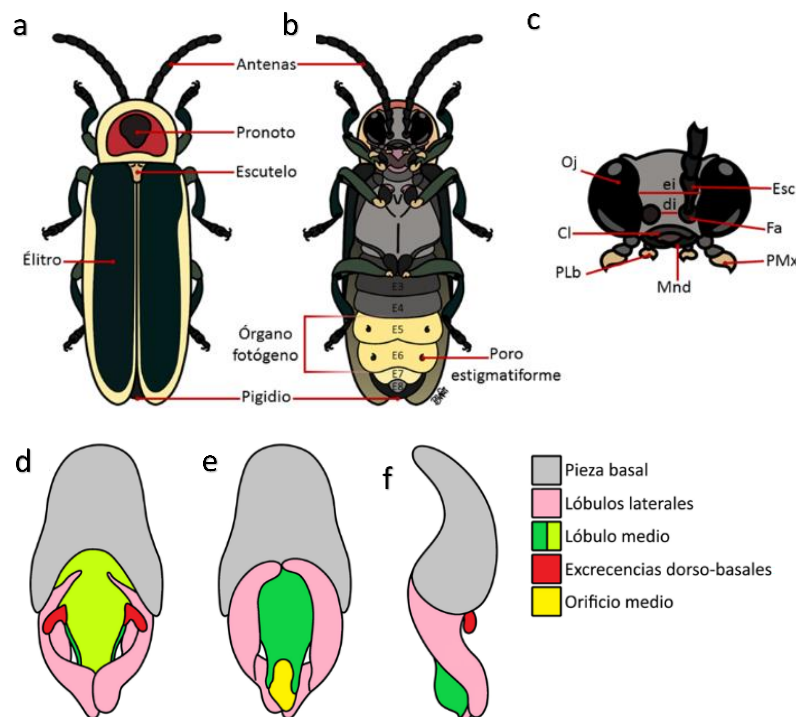 a
b
c
Antenas
Pronoto
Escutelo
Élitro
Órgano
fotógeno
Pigidio
Poro
estigmatiforme
E3
E4
E5
E6
E7
E8
Oj
ei
di
Esc
Fa
Cl
PLb
Mnd
PMx
d
e
f
Pieza basal
Lóbulos laterales
Lóbulo medio
Excrecencias dorso-basales
Orificio medio